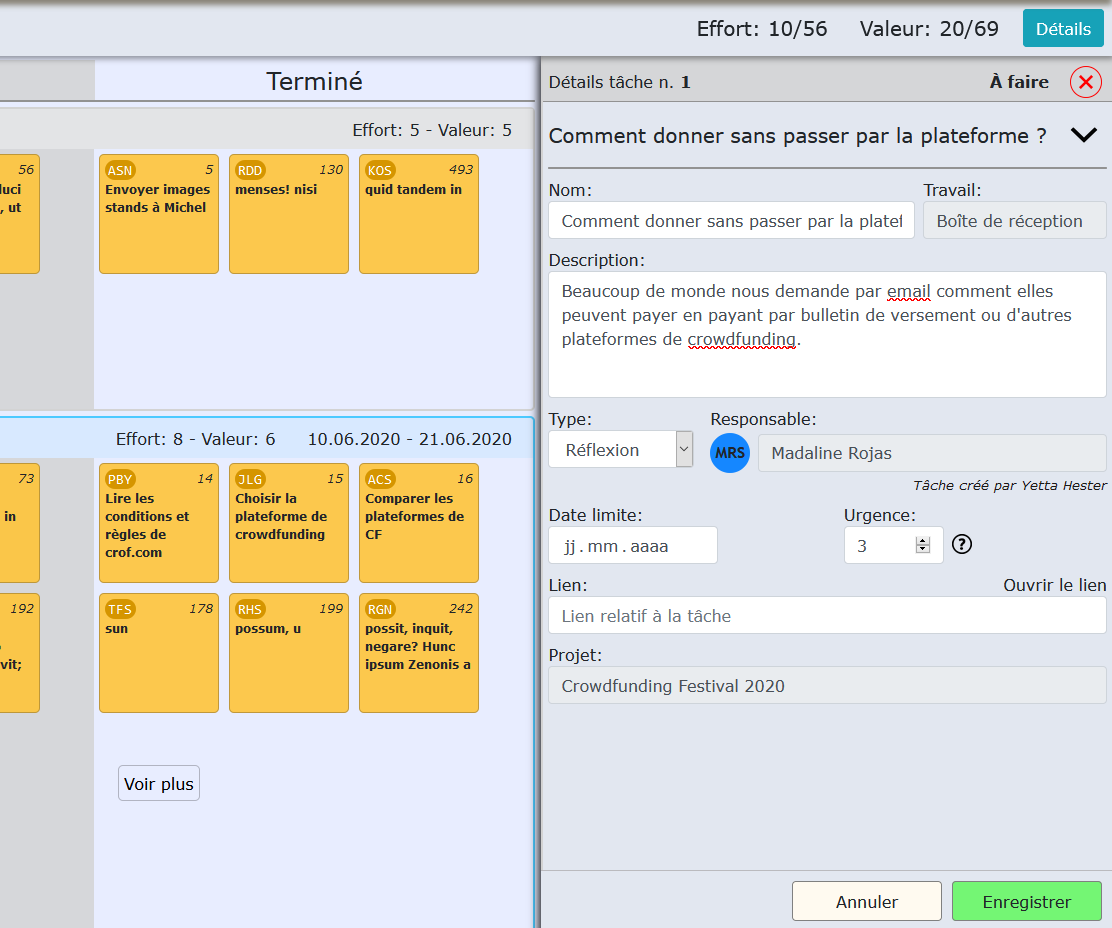 Effort: 10/56 Valeur: 20/69 Détails
Terminé
Effort: 5 - Valeur: 5
56
, ut
ASN 5
Envoyer images
stands à Michel
RDD 130
menses! nisi
KOS 493
quid tandem in
Effort: 8 - Valeur: 6 10.06.2020 - 21.06.2020
73
in
PBY 14
Lire les
conditions et
règles de
crof.com
JLG 15
Choisir la
plateforme de
crowdfunding
ACS 16
Comparer les
plateformes de
CF
192
vit;
TFS 178
sun
RHS 199
possum, u
RGN 242
possit, inquit,
negare? Hunc
ipsum Zenonis a
Voir plus
Détails tâche n. 1 À faire
Comment donner sans passer par la plateforme ?
Nom: Travail:
Comment donner sans passer par la platef Boîte de réception
Description:
Beaucoup de monde nous demande par email comment elles
peuvent payer en payant par bulletin de versement ou d'autres
plateformes de crowdfunding.
Type: Responsable:
Réflexion MRS Madaline Rojas
Tâche créé par Yetta Hester
Date limite: Urgence:
jj.mm.aaaa 3 ?
Lien: Ouvrir le lien
Lien relatif à la tâche
Projet:
Crowdfunding Festival 2020
Annuler Enregistrer